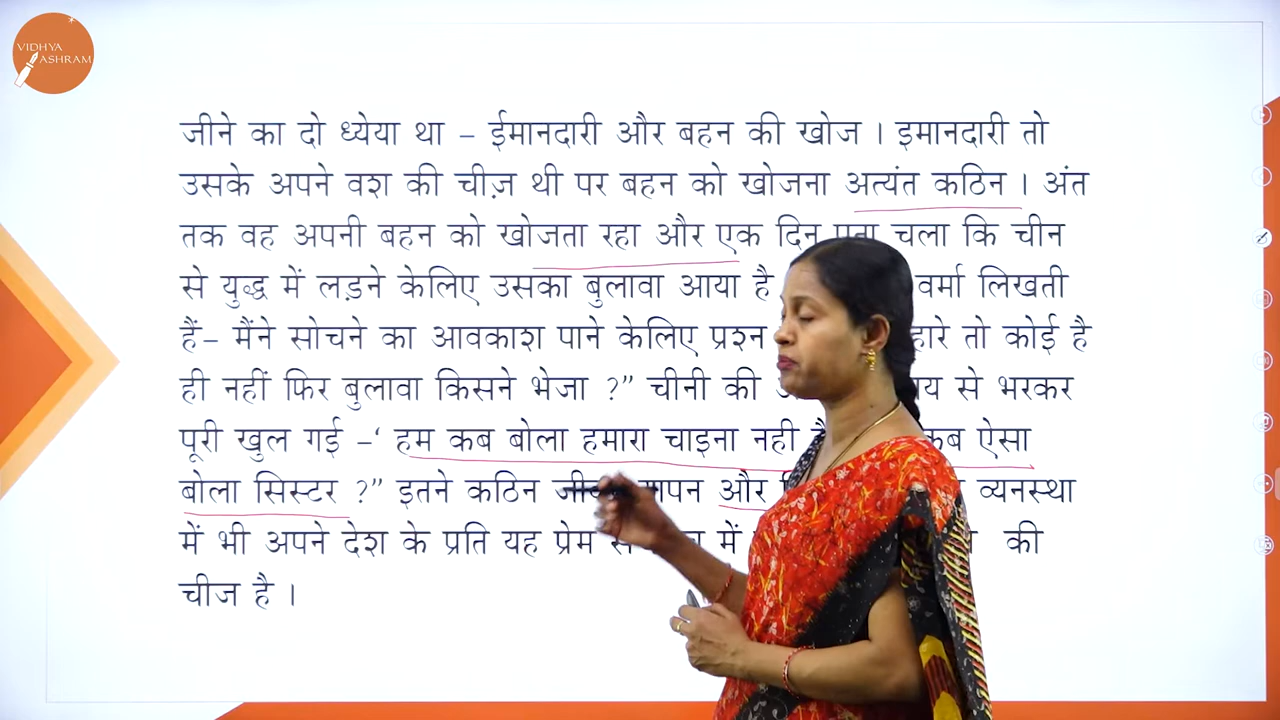 VIDHYA
ASHRAM
जीने का दो ध्येया था – ईमानदारी और बहन की खोज । इमानदारी तो
उसके अपने वश की चीज़ थी पर बहन को खोजना अत्यंत कठिन । अंत
तक वह अपनी बहन को खोजता रहा और एक दिन पता चला कि चीन
से युद्ध में लड़ने केलिए उसका बुलावा आया है वर्मा लिखती
हैं– मैंने सोचने का आवकाश पाने केलिए प्रश्न हारे तो कोई है
ही नहीं फिर बुलावा किसने भेजा ?” चीनी की से भरकर
पूरी खुल गई –‘ हम कब बोला हमारा चाइना नही कब ऐसा
बोला सिस्टर ?” इतने कठिन और व्यनस्था
में भी अपने देश के प्रति यह प्रेम में की
चीज है ।